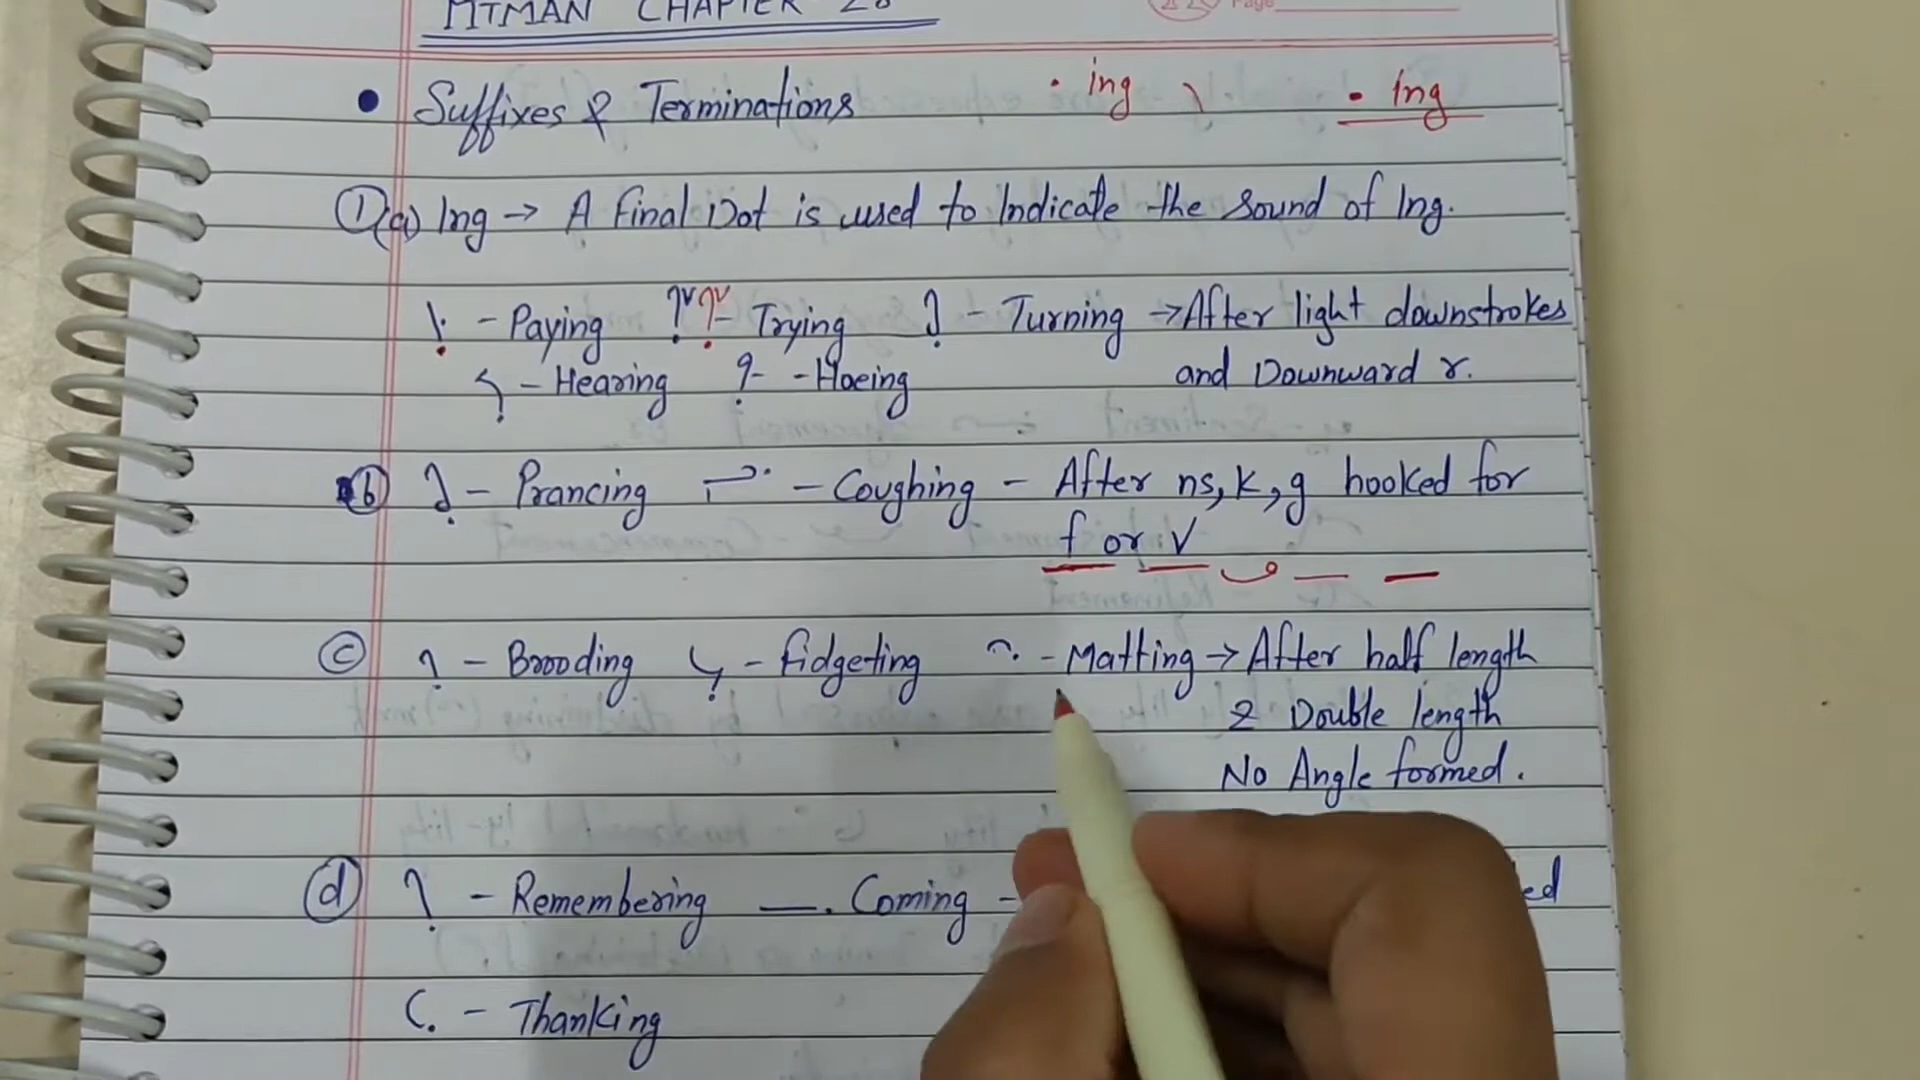 Page
• Suffixes & Terminations • ing • Ing
① (a) Ing → A final Dot is used to Indicate the sound of Ing.
- Paying - Trying - Turning → After light downstrokes
- Hearing - Hoeing and Downward r.
(b) - Prancing - Coughing - After ns, k, g hooked for
f or V
(c) - Brooding - fidgeting - Matting → After half length
& Double length
No Angle formed.
(d) - Remembering Coming -
- Thanking